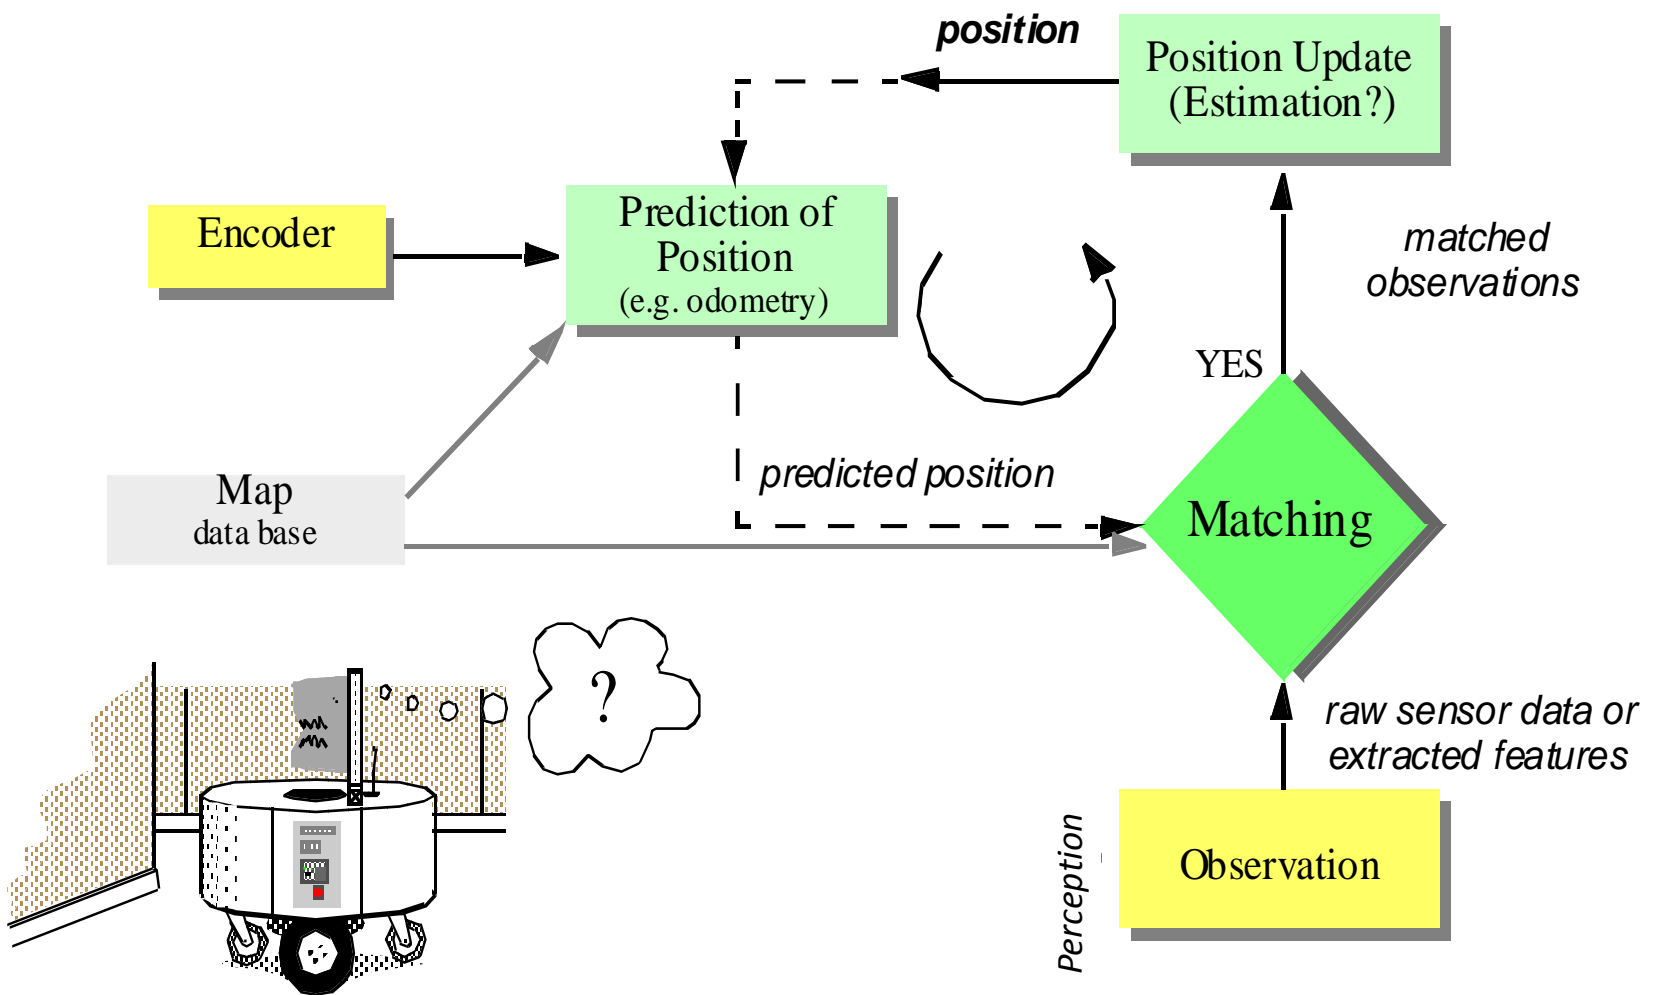 position
Position Update
(Estimation?)
Encoder
Prediction of
Position
(e.g. odometry)
matched
observations
YES
Map
data base
predicted position
Matching
?
raw sensor data or
extracted features
Perception
Observation